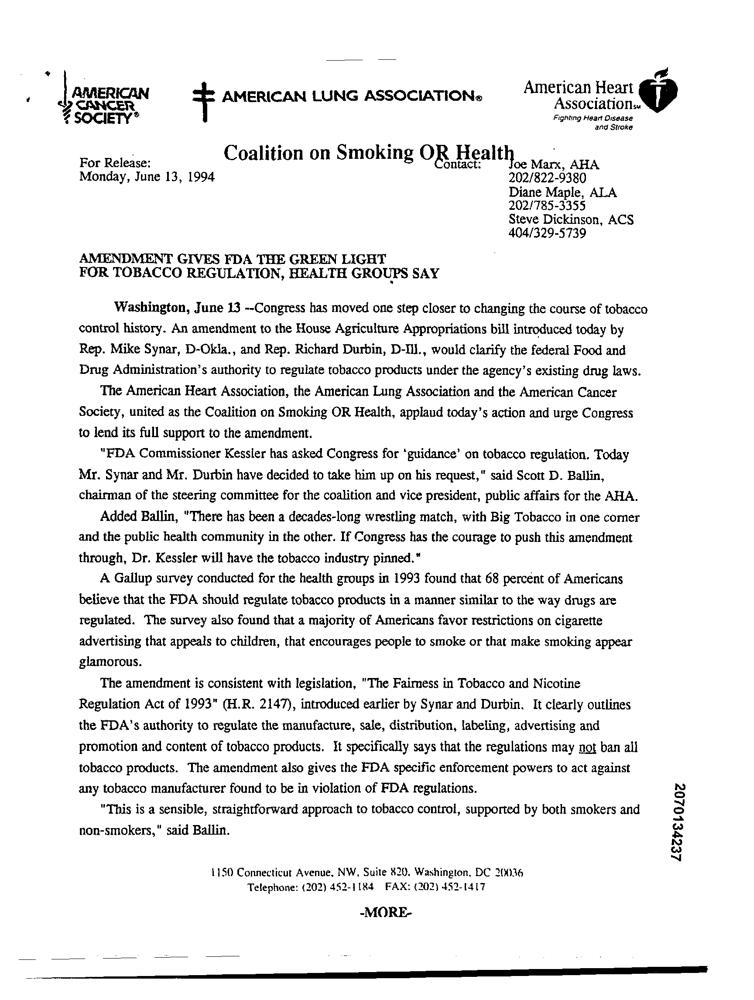 AMERICAN
CANCER
SOCIETY®
AMERICAN LUNG ASSOCIATION®
American Heart
Association℠
Fighting Heart Disease
and Stroke
Coalition on Smoking OR Health
For Release:
Monday, June 13, 1994
Contact:
Joe Marx, AHA
202/822-9380
Diane Maple, ALA
202/785-3355
Steve Dickinson, ACS
404/329-5739
AMENDMENT GIVES FDA THE GREEN LIGHT
FOR TOBACCO REGULATION, HEALTH GROUPS SAY
Washington, June 13 --Congress has moved one step closer to changing the course of tobacco
control history. An amendment to the House Agriculture Appropriations bill introduced today by
Rep. Mike Synar, D-Okla., and Rep. Richard Durbin, D-Ill., would clarify the federal Food and
Drug Administration's authority to regulate tobacco products under the agency's existing drug laws.
The American Heart Association, the American Lung Association and the American Cancer
Society, united as the Coalition on Smoking OR Health, applaud today's action and urge Congress
to lend its full support to the amendment.
"FDA Commissioner Kessler has asked Congress for 'guidance' on tobacco regulation. Today
Mr. Synar and Mr. Durbin have decided to take him up on his request," said Scott D. Ballin,
chairman of the steering committee for the coalition and vice president, public affairs for the AHA.
Added Ballin, "There has been a decades-long wrestling match, with Big Tobacco in one corner
and the public health community in the other. If Congress has the courage to push this amendment
through, Dr. Kessler will have the tobacco industry pinned."
A Gallup survey conducted for the health groups in 1993 found that 68 percent of Americans
believe that the FDA should regulate tobacco products in a manner similar to the way drugs are
regulated. The survey also found that a majority of Americans favor restrictions on cigarette
advertising that appeals to children, that encourages people to smoke or that make smoking appear
glamorous.
The amendment is consistent with legislation, "The Fairness in Tobacco and Nicotine
Regulation Act of 1993" (H.R. 2147), introduced earlier by Synar and Durbin. It clearly outlines
the FDA's authority to regulate the manufacture, sale, distribution, labeling, advertising and
promotion and content of tobacco products. It specifically says that the regulations may not ban all
tobacco products. The amendment also gives the FDA specific enforcement powers to act against
any tobacco manufacturer found to be in violation of FDA regulations.
"This is a sensible, straightforward approach to tobacco control, supported by both smokers and
non-smokers," said Ballin.
2070134237
1150 Connecticut Avenue, NW, Suite 820, Washington, DC 20036
Telephone: (202) 452-1184 FAX: (202) 452-1417
-MORE-